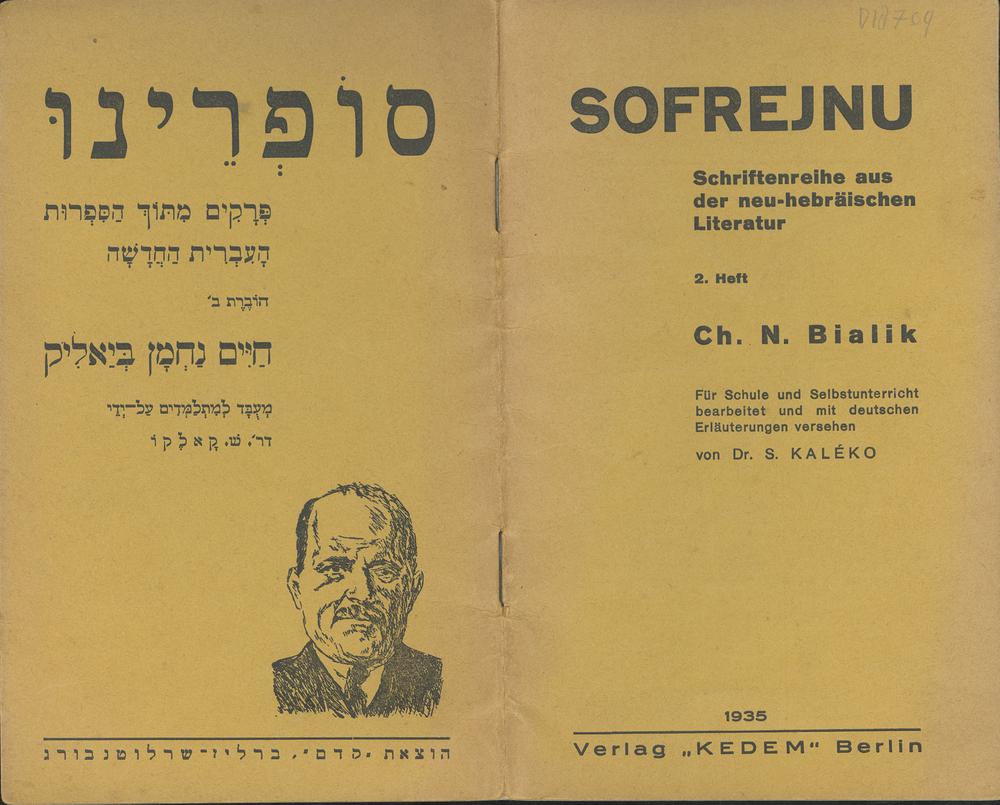 סוֹפְרֵינוּ
פְּרָקִים מִתּוֹךְ הַסִּפְרוּת
הָעִבְרִית הַחֲדָשָׁה
חוֹבֶרֶת ב׳
חַיִּים נַחְמָן בְּיַאלִיק
מְעֻבָּד לְמִתְלַמְּדִים עַל־יְדֵי
דר׳. ש. קָאלֶקוֹ
הוצאת „קדם”, ברלין־שרלוטנבורג
SOFREJNU
Schriftenreihe aus
der neu-hebräischen
Literatur
2. Heft
Ch. N. Bialik
Für Schule und Selbstunterricht
bearbeitet und mit deutschen
Erläuterungen versehen
von Dr. S. KALÉKO
1935
Verlag „KEDEM“ Berlin